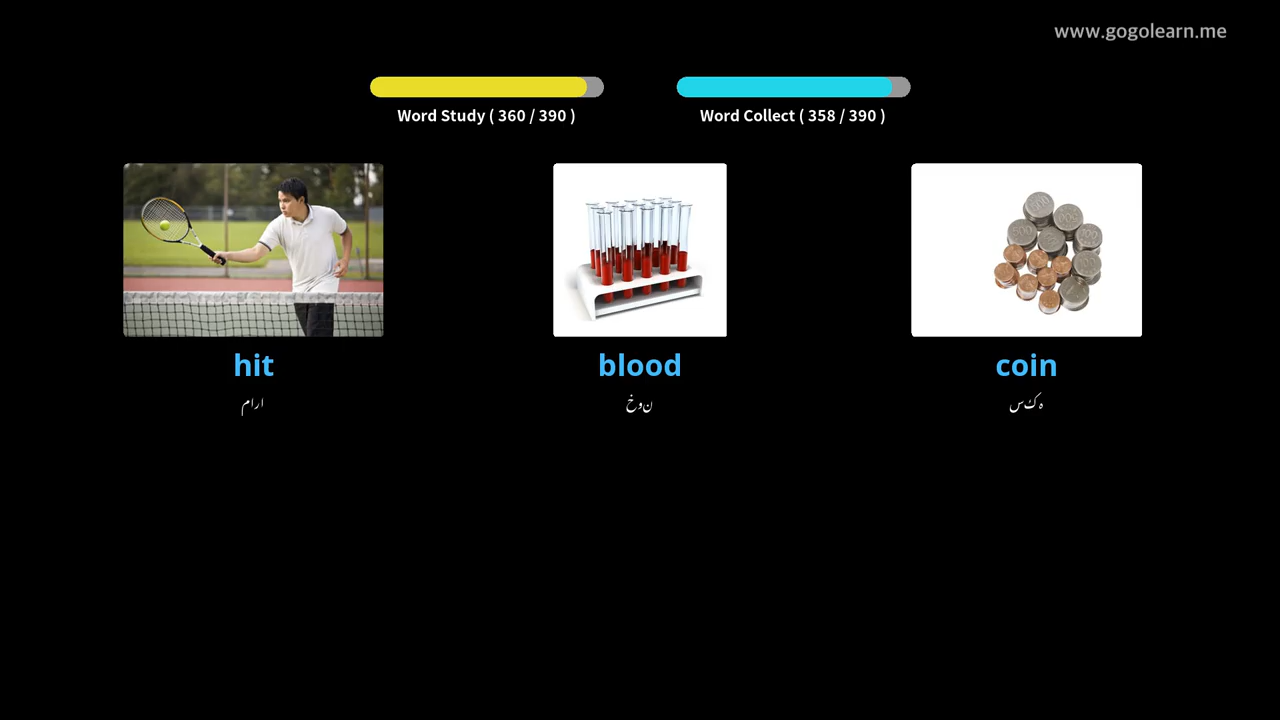 www.gogolearn.me
Word Study ( 360 / 390 )
Word Collect ( 358 / 390 )
hit
ارام
blood
نوخ
coin
ہکس